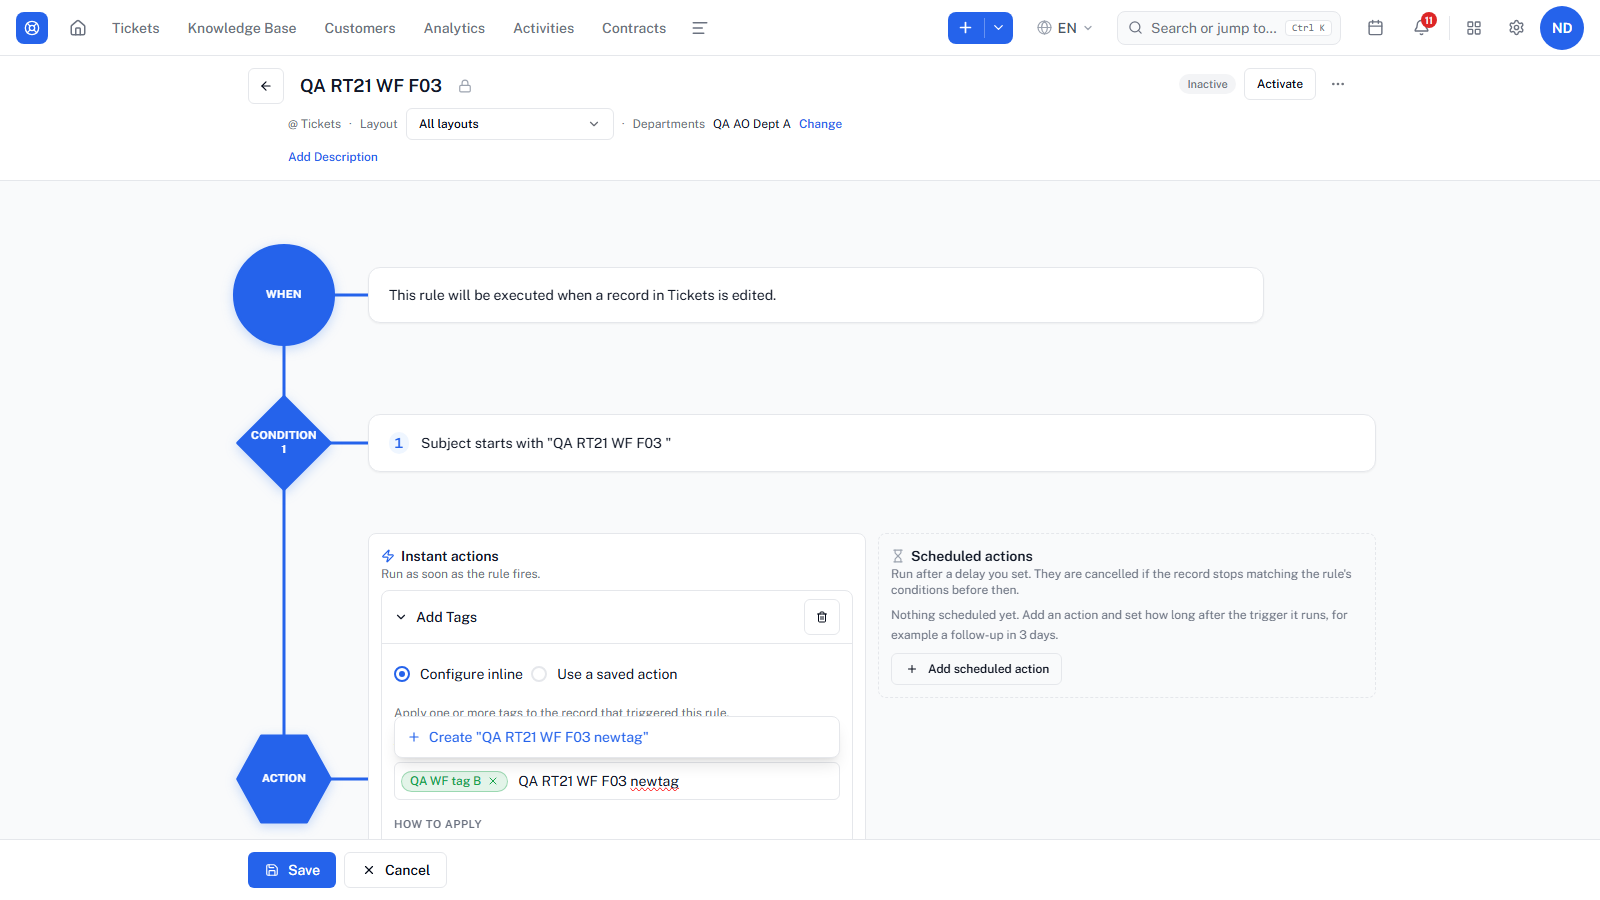 Tickets
Knowledge Base
Customers
Analytics
Activities
Contracts
EN
Search or jump to...
Ctrl K
11
ND
QA RT21 WF F03
Inactive
Activate
@ Tickets · Layout
All layouts
· Departments QA AO Dept A Change
Add Description
WHEN
This rule will be executed when a record in Tickets is edited.
CONDITION
1
1 Subject starts with "QA RT21 WF F03 "
Instant actions
Run as soon as the rule fires.
Add Tags
Configure inline
Use a saved action
Apply one or more tags to the record that triggered this rule.
+ Create "QA RT21 WF F03 newtag"
QA WF tag B ×
QA RT21 WF F03 newtag
HOW TO APPLY
Scheduled actions
Run after a delay you set. They are cancelled if the record stops matching the rule's
conditions before then.
Nothing scheduled yet. Add an action and set how long after the trigger it runs, for
example a follow-up in 3 days.
+ Add scheduled action
ACTION
Save
Cancel